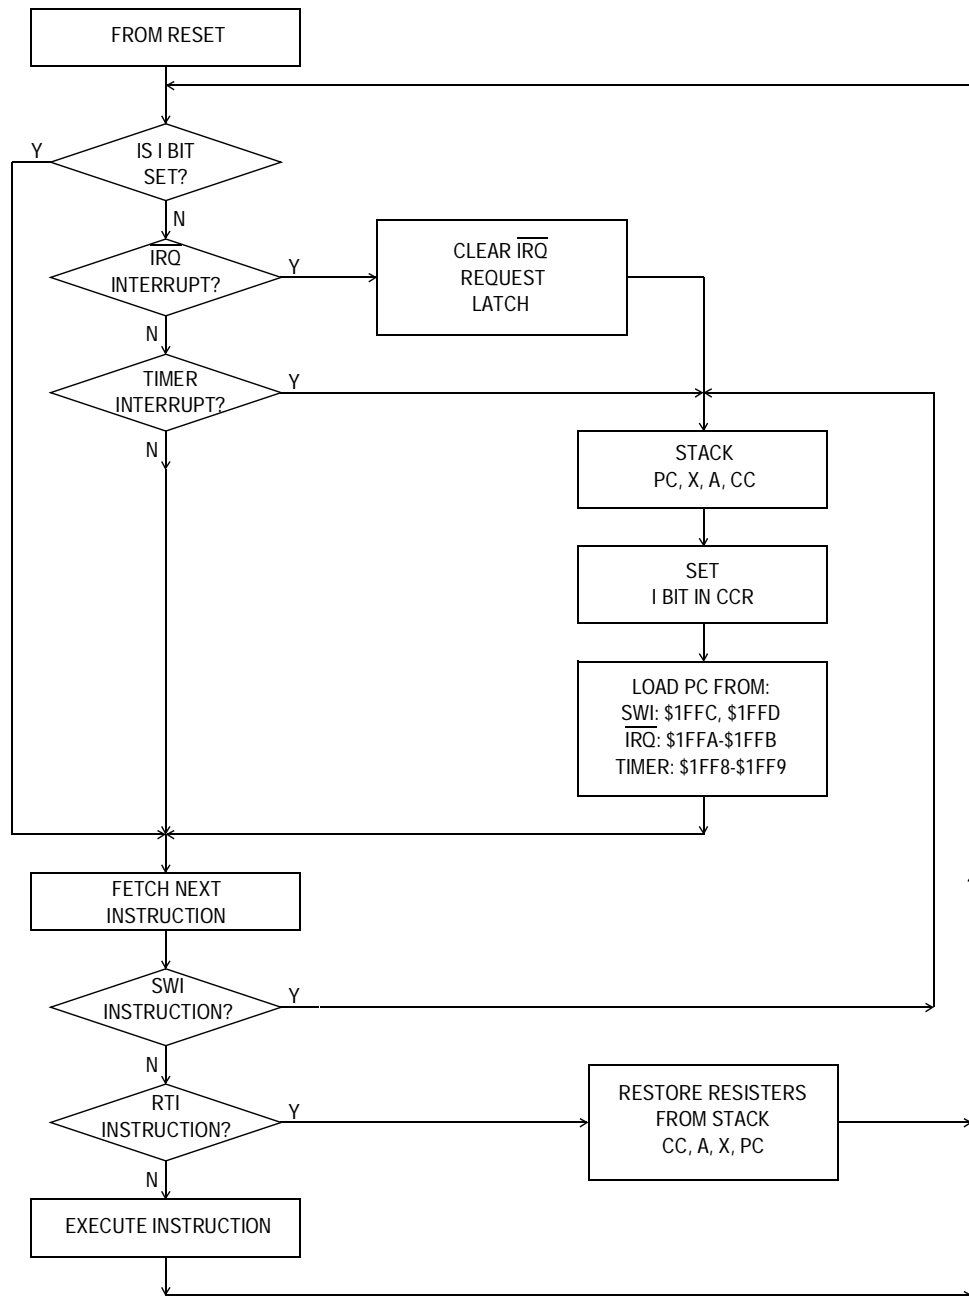 FROM RESET
Y
IS I BIT
SET?
N
IRQ
INTERRUPT?
Y
CLEAR IRQ
REQUEST
LATCH
N
TIMER
INTERRUPT?
Y
N
STACK
PC, X, A, CC
SET
I BIT IN CCR
LOAD PC FROM:
SWI: $1FFC, $1FFD
IRQ: $1FFA-$1FFB
TIMER: $1FF8-$1FF9
FETCH NEXT
INSTRUCTION
SWI
INSTRUCTION?
Y
N
RTI
INSTRUCTION?
Y
RESTORE RESISTERS
FROM STACK
CC, A, X, PC
N
EXECUTE INSTRUCTION